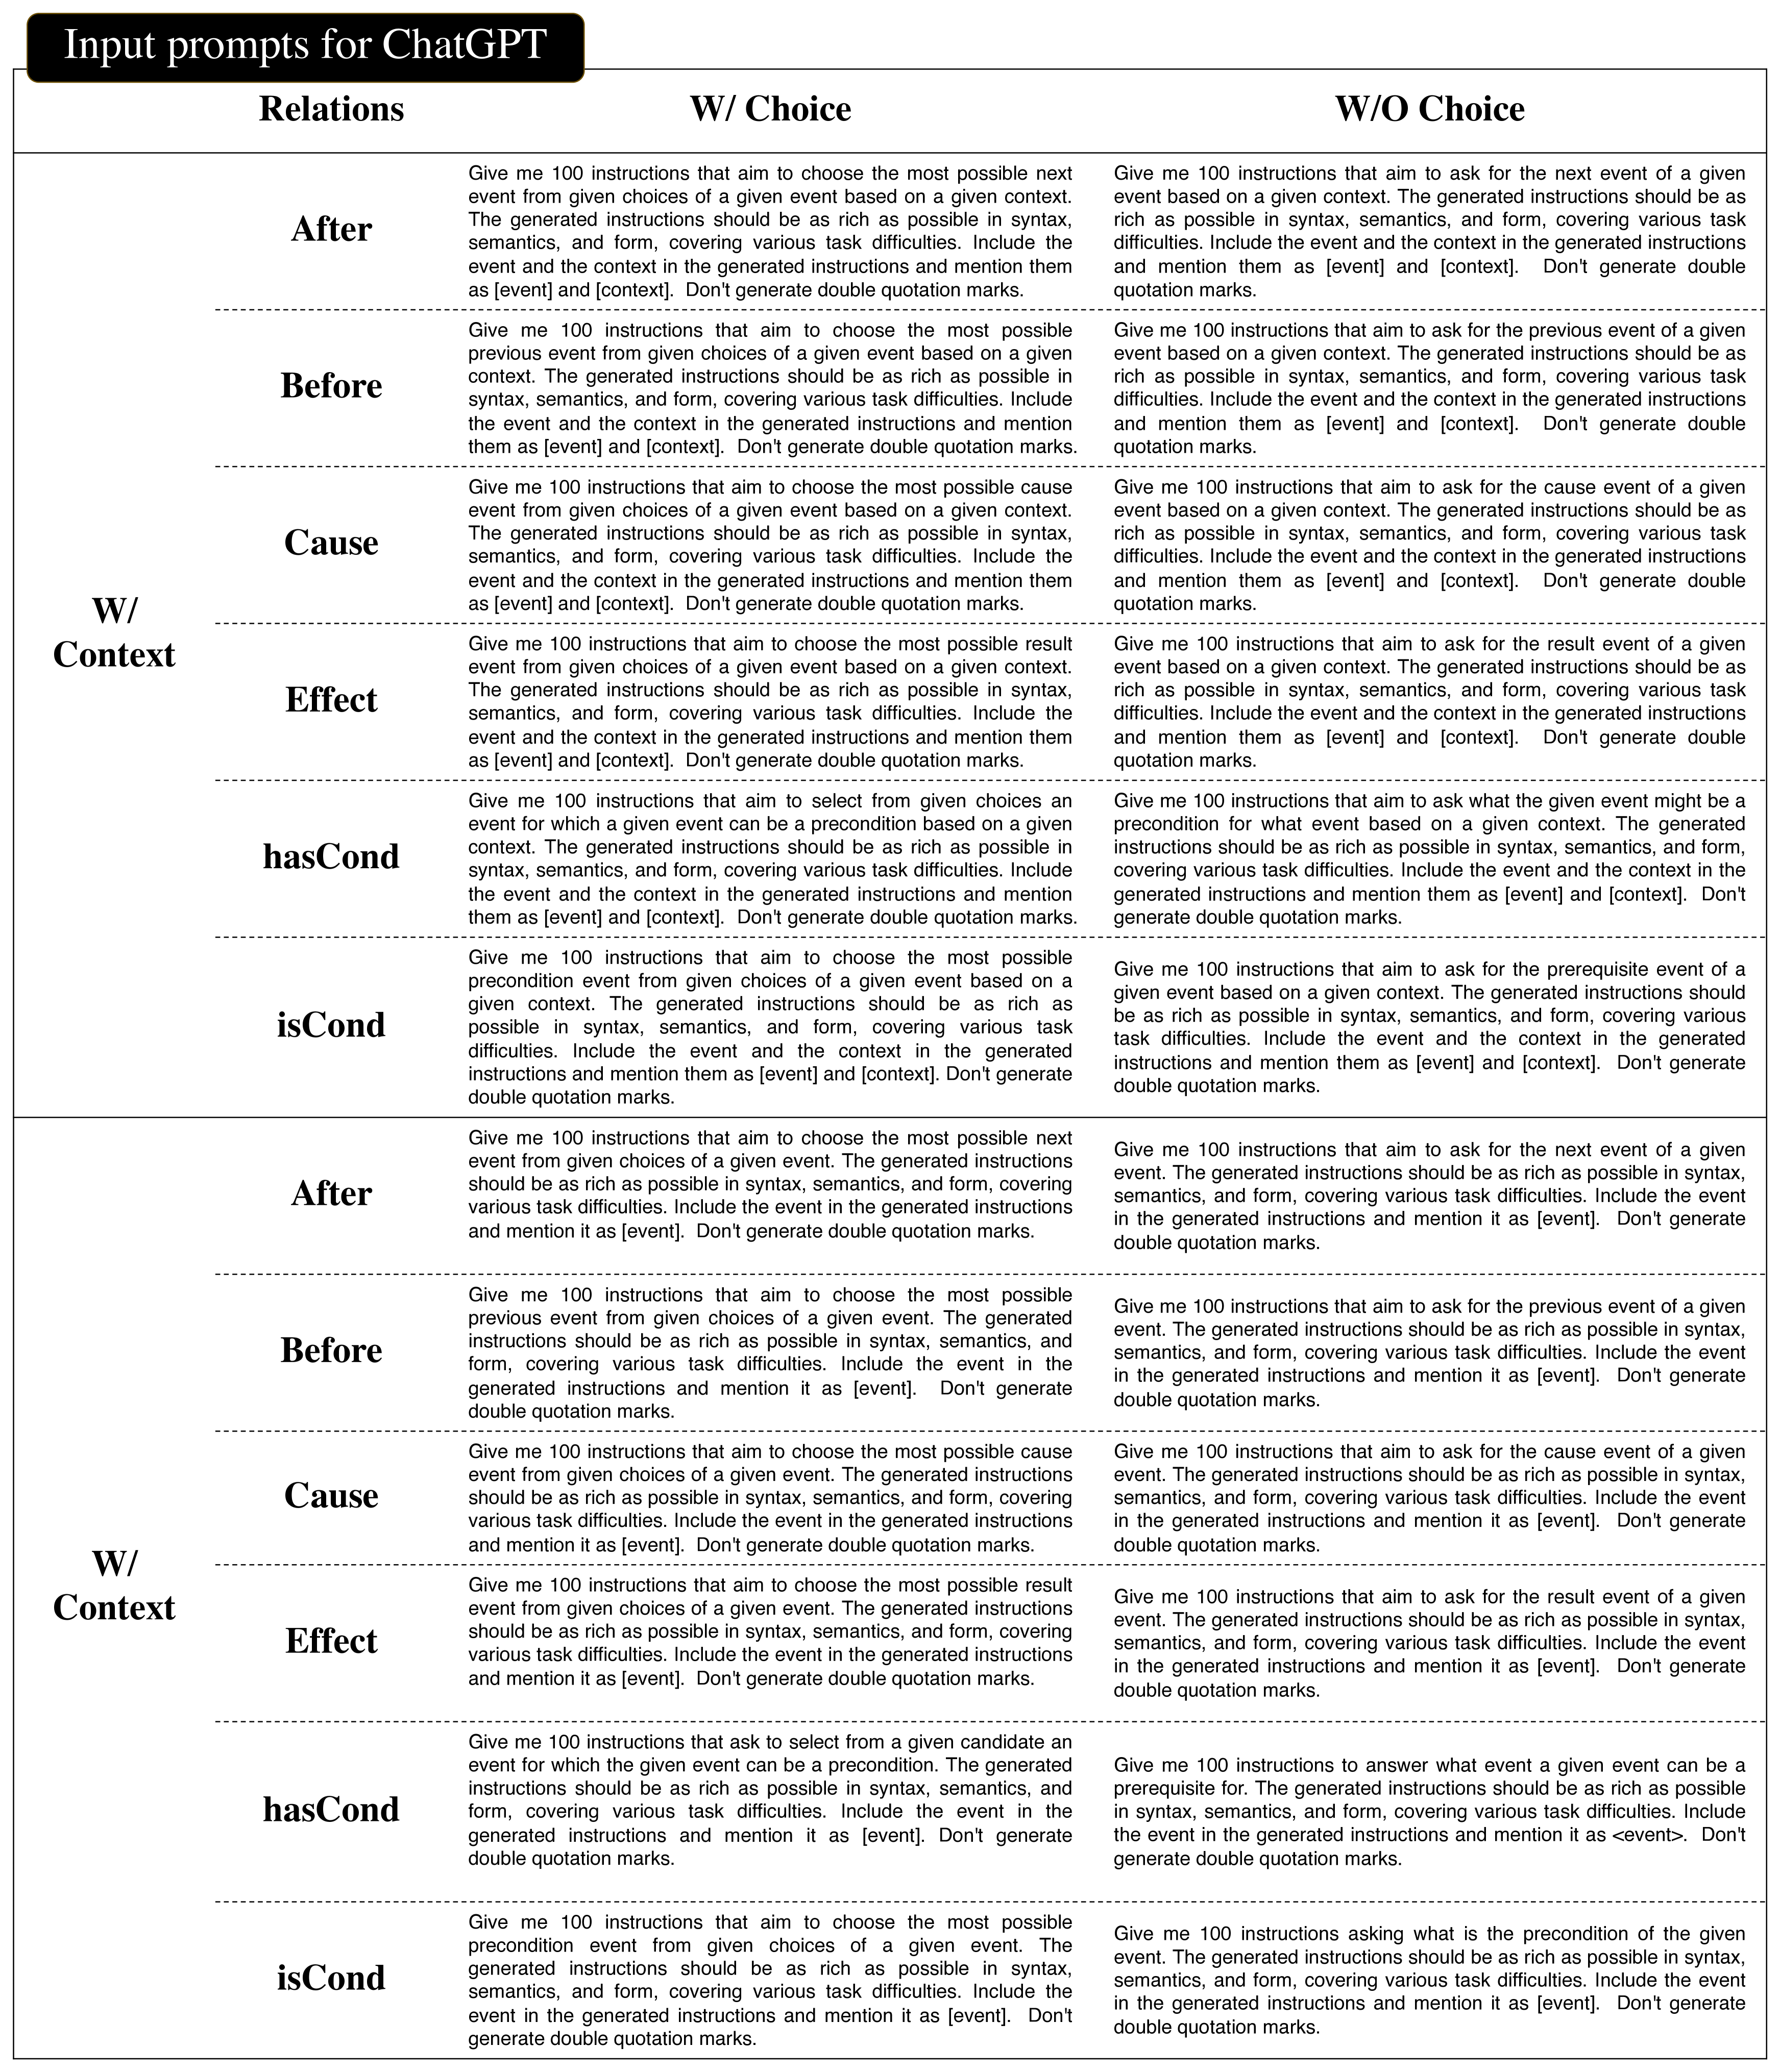 Input prompts for ChatGPT
Relations
W/ Choice
W/O Choice
W/
Context
After
Give me 100 instructions that aim to choose the most possible next
event from given choices of a given event based on a given context.
The generated instructions should be as rich as possible in syntax,
semantics, and form, covering various task difficulties. Include the
event and the context in the generated instructions and mention them
as [event] and [context].  Don't generate double quotation marks.
Give me 100 instructions that aim to ask for the next event of a given
event based on a given context. The generated instructions should be as
rich as possible in syntax, semantics, and form, covering various task
difficulties. Include the event and the context in the generated instructions
and mention them as [event] and [context].  Don't generate double
quotation marks.
Before
Give me 100 instructions that aim to choose the most possible
previous event from given choices of a given event based on a given
context. The generated instructions should be as rich as possible in
syntax, semantics, and form, covering various task difficulties. Include
the event and the context in the generated instructions and mention
them as [event] and [context].  Don't generate double quotation marks.
Give me 100 instructions that aim to ask for the previous event of a given
event based on a given context. The generated instructions should be as
rich as possible in syntax, semantics, and form, covering various task
difficulties. Include the event and the context in the generated instructions
and mention them as [event] and [context].  Don't generate double
quotation marks.
Cause
Give me 100 instructions that aim to choose the most possible cause
event from given choices of a given event based on a given context.
The generated instructions should be as rich as possible in syntax,
semantics, and form, covering various task difficulties. Include the
event and the context in the generated instructions and mention them
as [event] and [context].  Don't generate double quotation marks.
Give me 100 instructions that aim to ask for the cause event of a given
event based on a given context. The generated instructions should be as
rich as possible in syntax, semantics, and form, covering various task
difficulties. Include the event and the context in the generated instructions
and mention them as [event] and [context].  Don't generate double
quotation marks.
Effect
Give me 100 instructions that aim to choose the most possible result
event from given choices of a given event based on a given context.
The generated instructions should be as rich as possible in syntax,
semantics, and form, covering various task difficulties. Include the
event and the context in the generated instructions and mention them
as [event] and [context].  Don't generate double quotation marks.
Give me 100 instructions that aim to ask for the result event of a given
event based on a given context. The generated instructions should be as
rich as possible in syntax, semantics, and form, covering various task
difficulties. Include the event and the context in the generated instructions
and mention them as [event] and [context].  Don't generate double
quotation marks.
hasCond
Give me 100 instructions that aim to select from given choices an
event for which a given event can be a precondition based on a given
context. The generated instructions should be as rich as possible in
syntax, semantics, and form, covering various task difficulties. Include
the event and the context in the generated instructions and mention
them as [event] and [context].  Don't generate double quotation marks.
Give me 100 instructions that aim to ask what the given event might be a
precondition for what event based on a given context. The generated
instructions should be as rich as possible in syntax, semantics, and form,
covering various task difficulties. Include the event and the context in the
generated instructions and mention them as [event] and [context].  Don't
generate double quotation marks.
isCond
Give me 100 instructions that aim to choose the most possible
precondition event from given choices of a given event based on a
given context. The generated instructions should be as rich as
possible in syntax, semantics, and form, covering various task
difficulties. Include the event and the context in the generated
instructions and mention them as [event] and [context]. Don't generate
double quotation marks.
Give me 100 instructions that aim to ask for the prerequisite event of a
given event based on a given context. The generated instructions should
be as rich as possible in syntax, semantics, and form, covering various
task difficulties. Include the event and the context in the generated
instructions and mention them as [event] and [context].  Don't generate
double quotation marks.
W/
Context
After
Give me 100 instructions that aim to choose the most possible next
event from given choices of a given event. The generated instructions
should be as rich as possible in syntax, semantics, and form, covering
various task difficulties. Include the event in the generated instructions
and mention it as [event].  Don't generate double quotation marks.
Give me 100 instructions that aim to ask for the next event of a given
event. The generated instructions should be as rich as possible in syntax,
semantics, and form, covering various task difficulties. Include the event
in the generated instructions and mention it as [event].  Don't generate
double quotation marks.
Before
Give me 100 instructions that aim to choose the most possible
previous event from given choices of a given event. The generated
instructions should be as rich as possible in syntax, semantics, and
form, covering various task difficulties. Include the event in the
generated instructions and mention it as [event].  Don't generate
double quotation marks.
Give me 100 instructions that aim to ask for the previous event of a given
event. The generated instructions should be as rich as possible in syntax,
semantics, and form, covering various task difficulties. Include the event
in the generated instructions and mention it as [event].  Don't generate
double quotation marks.
Cause
Give me 100 instructions that aim to choose the most possible cause
event from given choices of a given event. The generated instructions
should be as rich as possible in syntax, semantics, and form, covering
various task difficulties. Include the event in the generated instructions
and mention it as [event].  Don't generate double quotation marks.
Give me 100 instructions that aim to ask for the cause event of a given
event. The generated instructions should be as rich as possible in syntax,
semantics, and form, covering various task difficulties. Include the event
in the generated instructions and mention it as [event].  Don't generate
double quotation marks.
Effect
Give me 100 instructions that aim to choose the most possible result
event from given choices of a given event. The generated instructions
should be as rich as possible in syntax, semantics, and form, covering
various task difficulties. Include the event in the generated instructions
and mention it as [event].  Don't generate double quotation marks.
Give me 100 instructions that aim to ask for the result event of a given
event. The generated instructions should be as rich as possible in syntax,
semantics, and form, covering various task difficulties. Include the event
in the generated instructions and mention it as [event].  Don't generate
double quotation marks.
hasCond
Give me 100 instructions that ask to select from a given candidate an
event for which the given event can be a precondition. The generated
instructions should be as rich as possible in syntax, semantics, and
form, covering various task difficulties. Include the event in the
generated instructions and mention it as [event]. Don't generate
double quotation marks.
Give me 100 instructions to answer what event a given event can be a
prerequisite for. The generated instructions should be as rich as possible
in syntax, semantics, and form, covering various task difficulties. Include
the event in the generated instructions and mention it as <event>.  Don't
generate double quotation marks.
isCond
Give me 100 instructions that aim to choose the most possible
precondition event from given choices of a given event. The
generated instructions should be as rich as possible in syntax,
semantics, and form, covering various task difficulties. Include the
event in the generated instructions and mention it as [event].  Don't
generate double quotation marks.
Give me 100 instructions asking what is the precondition of the given
event. The generated instructions should be as rich as possible in syntax,
semantics, and form, covering various task difficulties. Include the event
in the generated instructions and mention it as [event].  Don't generate
double quotation marks.